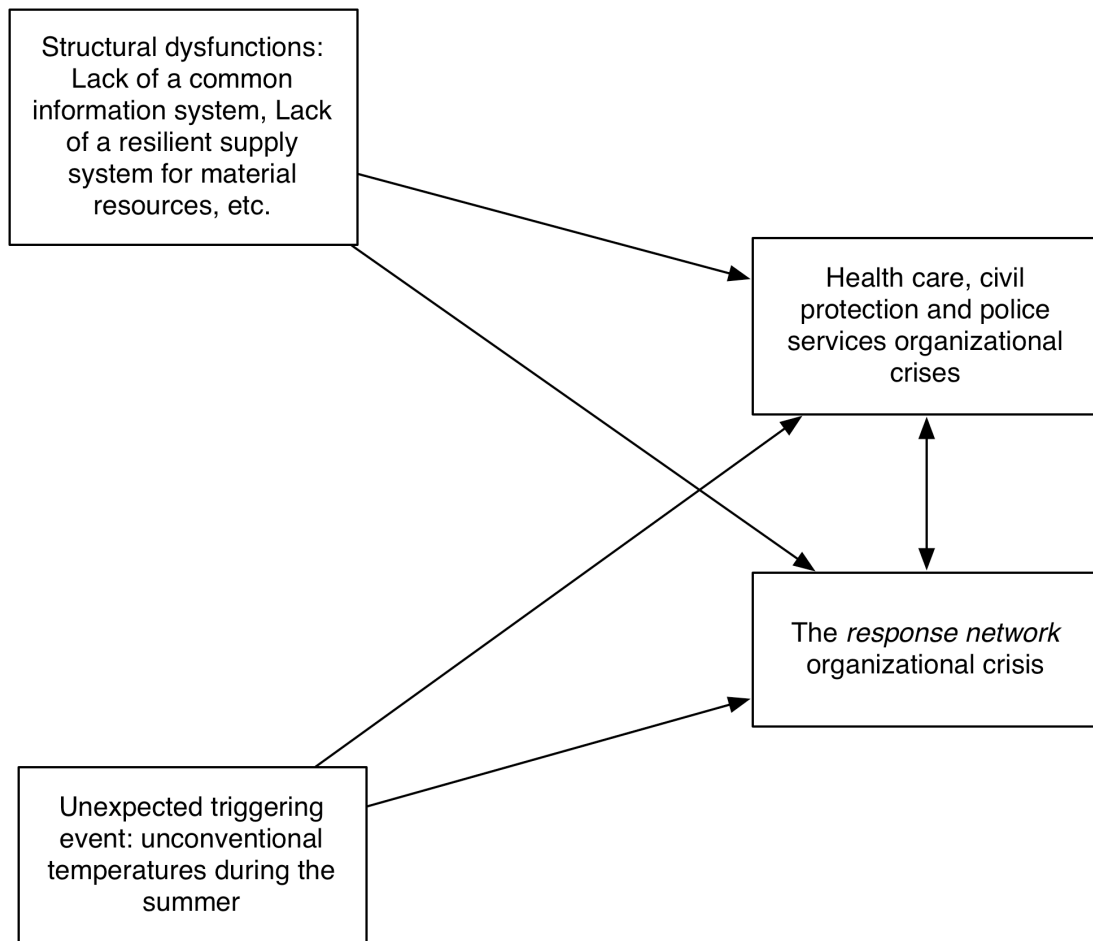 Structural dysfunctions:
Lack of a common
information system, Lack
of a resilient supply
system for material
resources, etc.
Health care, civil
protection and police
services organizational
crises
The response network
organizational crisis
Unexpected triggering
event: unconventional
temperatures during the
summer